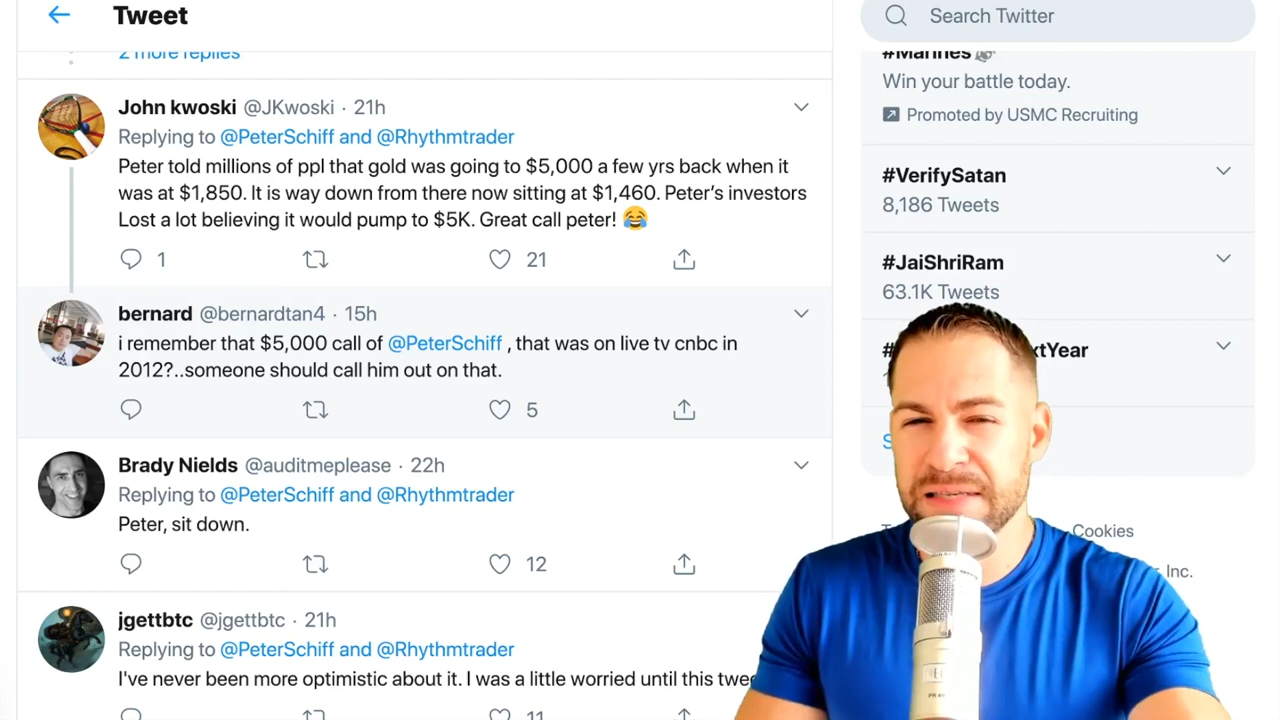 Tweet
Search Twitter
2 more replies
#Marines
Win your battle today.
Promoted by USMC Recruiting
John kwoski @JKwoski · 21h
Replying to @PeterSchiff and @Rhythmtrader
Peter told millions of ppl that gold was going to $5,000 a few yrs back when it
was at $1,850. It is way down from there now sitting at $1,460. Peter's investors
Lost a lot believing it would pump to $5K. Great call peter! 😂
1
21
bernard @bernardtan4 · 15h
i remember that $5,000 call of @PeterSchiff , that was on live tv cnbc in
2012?..someone should call him out on that.
5
Brady Nields @auditmeplease · 22h
Replying to @PeterSchiff and @Rhythmtrader
Peter, sit down.
12
jgettbtc @jgettbtc · 21h
Replying to @PeterSchiff and @Rhythmtrader
I've never been more optimistic about it. I was a little worried until this
11
#VerifySatan
8,186 Tweets
#JaiShriRam
63.1K Tweets
Cookies
Inc.